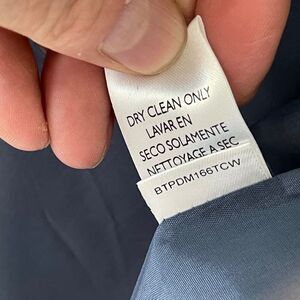 DRY CLEAN ONLY
LAVAR EN
SECO SOLAMENTE
NETTOYAGE A SEC
BTPDM166TCW